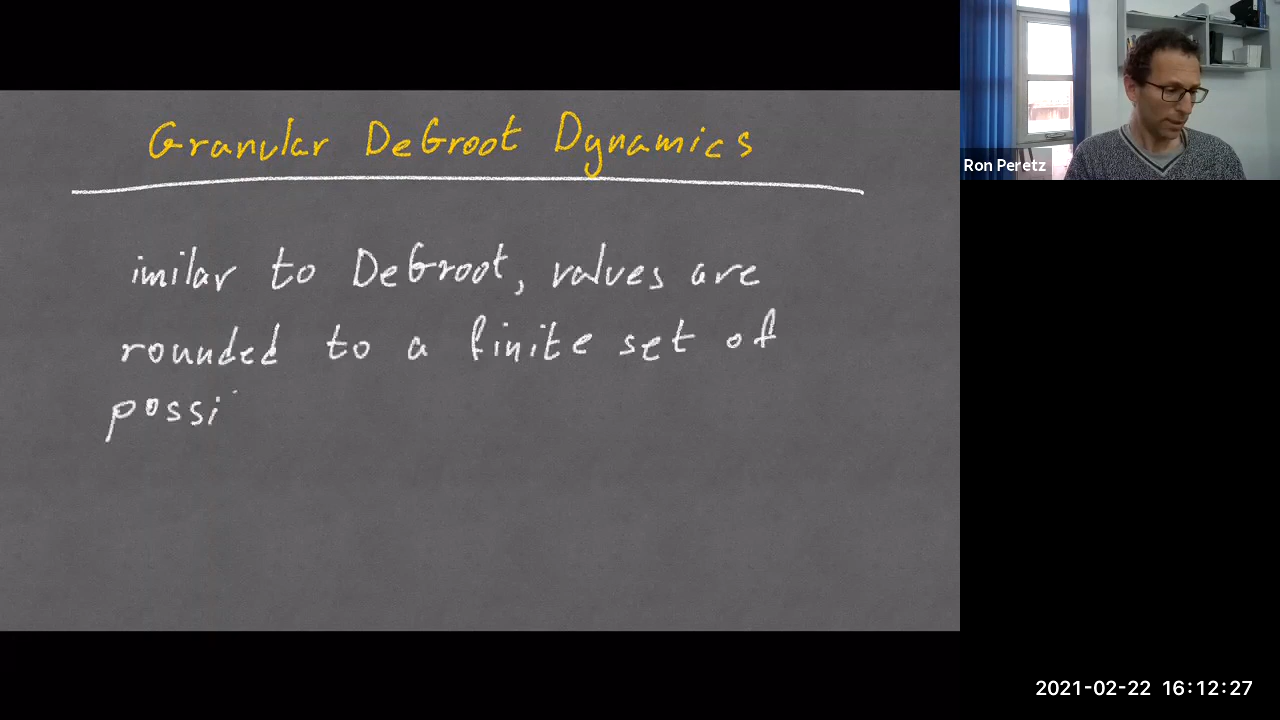 Granular DeGroot Dynamics
imilar to DeGroot, values are
rounded to a finite set of
possi
Ron Peretz
2021-02-22 16:12:27